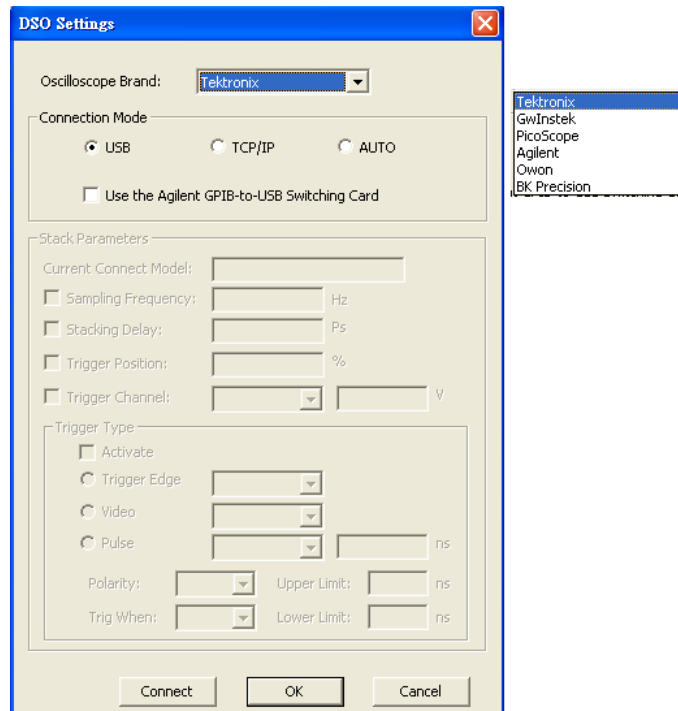 DSO Settings
Oscilloscope Brand: Tektronix
Connection Mode
USB TCP/IP AUTO
Use the Agilent GPIB-to-USB Switching Card
Stack Parameters
Current Connect Model:
Sampling Frequency: Hz
Stacking Delay: Ps
Trigger Position: %
Trigger Channel: V
Trigger Type
Activate
Trigger Edge
Video
Pulse ns
Polarity: Upper Limit: ns
Trig When: Lower Limit: ns
Connect OK Cancel
Tektronix
GwInstek
PicoScope
Agilent
Owon
BK Precision